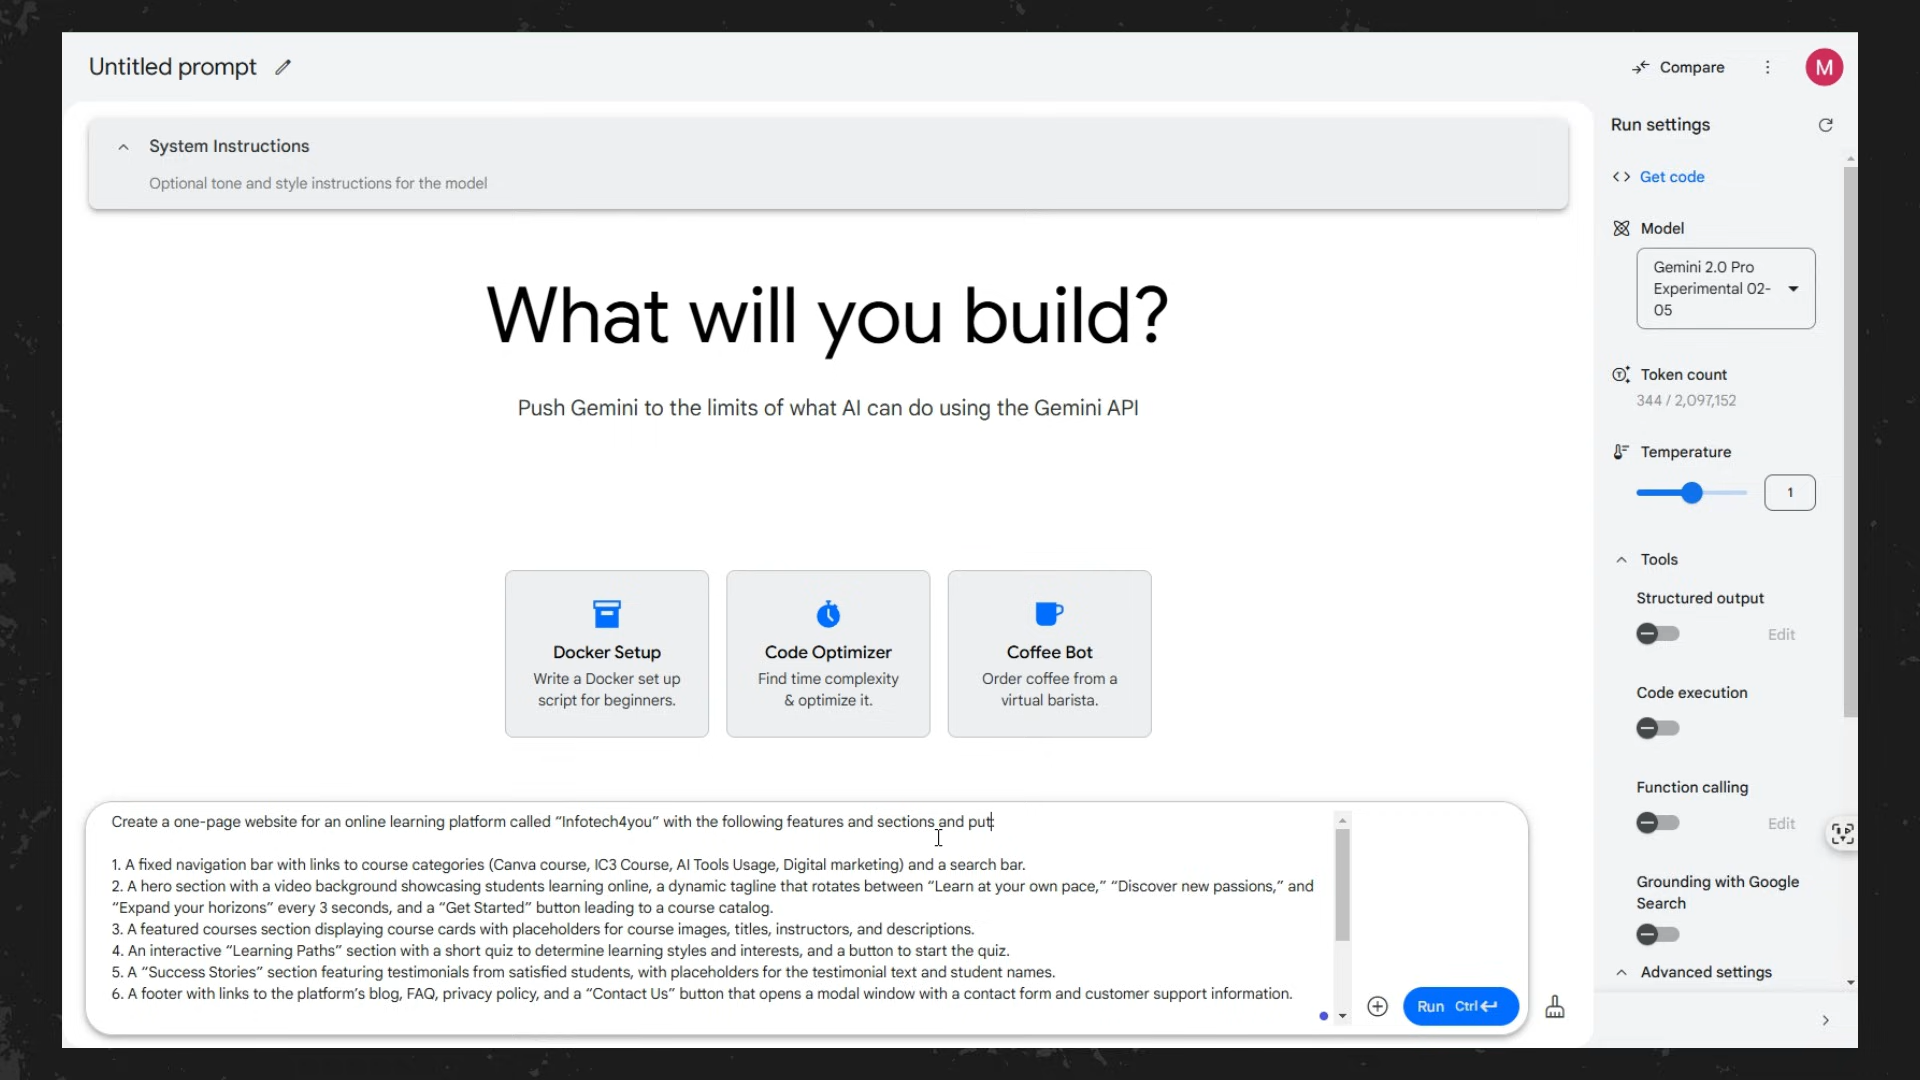 Untitled prompt
Compare
M
System Instructions
Optional tone and style instructions for the model
What will you build?
Push Gemini to the limits of what AI can do using the Gemini API
Docker Setup
Write a Docker set up
script for beginners.
Code Optimizer
Find time complexity
& optimize it.
Coffee Bot
Order coffee from a
virtual barista.
Create a one-page website for an online learning platform called “Infotech4you” with the following features and sections and put
1. A fixed navigation bar with links to course categories (Canva course, IC3 Course, AI Tools Usage, Digital marketing) and a search bar.
2. A hero section with a video background showcasing students learning online, a dynamic tagline that rotates between “Learn at your own pace,” “Discover new passions,” and
“Expand your horizons” every 3 seconds, and a “Get Started” button leading to a course catalog.
3. A featured courses section displaying course cards with placeholders for course images, titles, instructors, and descriptions.
4. An interactive “Learning Paths” section with a short quiz to determine learning styles and interests, and a button to start the quiz.
5. A “Success Stories” section featuring testimonials from satisfied students, with placeholders for the testimonial text and student names.
6. A footer with links to the platform’s blog, FAQ, privacy policy, and a “Contact Us” button that opens a modal window with a contact form and customer support information.
Run Ctrl
Run settings
Get code
Model
Gemini 2.0 Pro
Experimental 02-
05
Token count
344 / 2,097,152
Temperature
1
Tools
Structured output
Edit
Code execution
Function calling
Edit
Grounding with Google
Search
Advanced settings